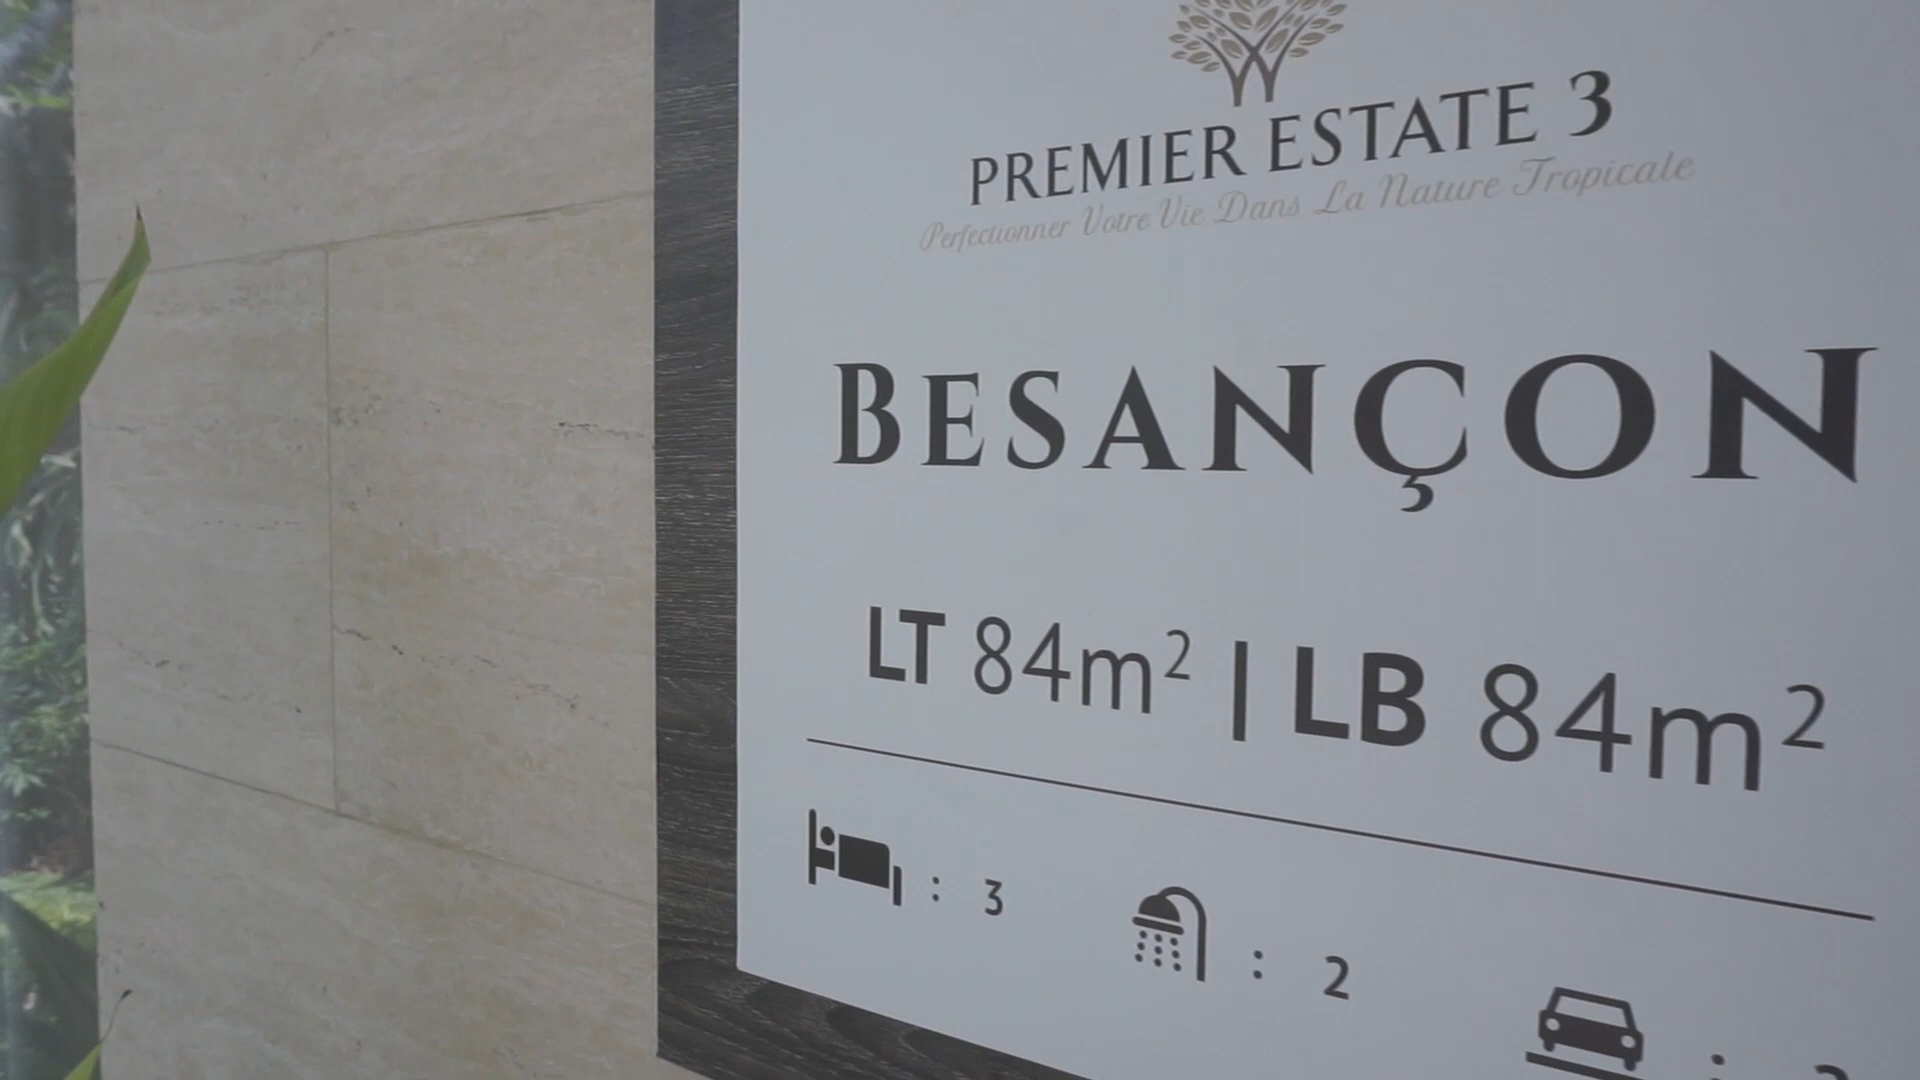 PREMIER ESTATE 3
Perfectionner Votre Vie Dans La Nature Tropicale
BESANÇON
LT 84m² | LB 84m²
: 3
: 2
: